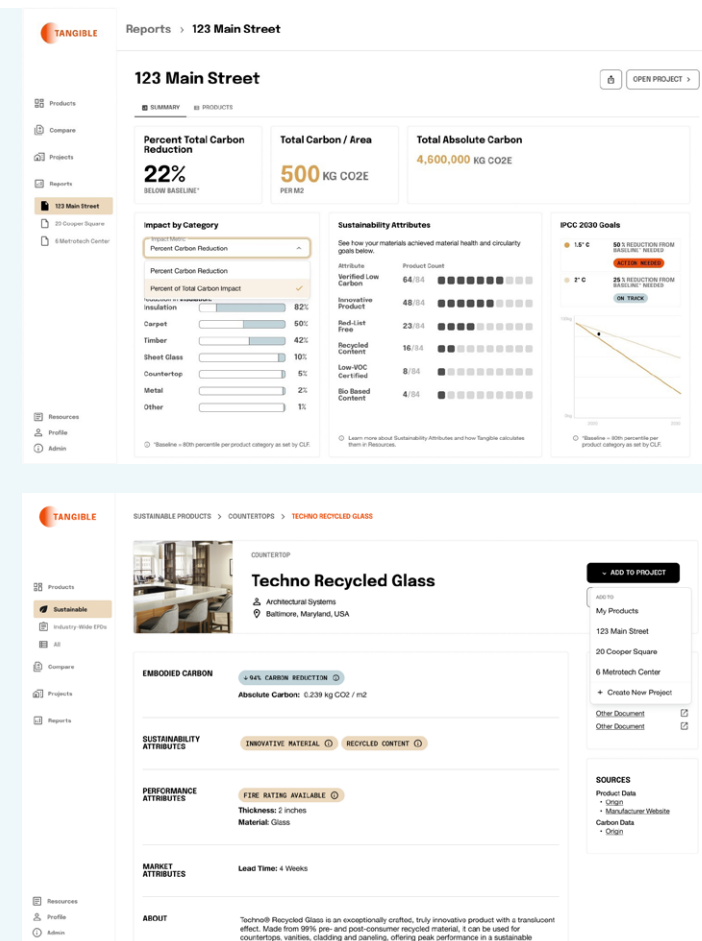 TANGIBLE
Reports > 123 Main Street
123 Main Street
OPEN PROJECT >
SUMMARY
PRODUCTS
Products
Compare
Projects
Reports
123 Main Street
20 Cooper Square
6 Metrotech Center
Resources
Profile
Admin
Percent Total Carbon
Reduction
22%
BELOW BASELINE*
Total Carbon / Area
500 KG CO2E
PER M2
Total Absolute Carbon
4,600,000 KG CO2E
Impact by Category
Impact Metric
Percent Carbon Reduction
Percent Carbon Reduction
Percent of Total Carbon Impact
reduction in insulation.
Insulation 82%
Carpet 50%
Timber 42%
Sheet Glass 10%
Countertop 5%
Metal 2%
Other 1%
*Baseline = 80th percentile per product category as set by CLF.
Sustainability Attributes
See how your materials achieved material health and circularity
goals below.
Attribute Product Count
Verified Low
Carbon 64/84
Innovative
Product 48/84
Red-List
Free 23/84
Recycled
Content 16/84
Low-VOC
Certified 8/84
Bio Based
Content 4/84
Learn more about Sustainability Attributes and how Tangible calculates
them in Resources.
IPCC 2030 Goals
1.5° C
50% REDUCTION FROM
BASELINE* NEEDED
ACTION NEEDED
2° C
25% REDUCTION FROM
BASELINE* NEEDED
ON TRACK
0kg
2020
2030
*Baseline = 80th percentile per
product category as set by CLF.
TANGIBLE
SUSTAINABLE PRODUCTS > COUNTERTOPS > TECHNO RECYCLED GLASS
Products
Sustainable
Industry-Wide EPDs
All
Compare
Projects
Reports
Resources
Profile
Admin
COUNTERTOP
Techno Recycled Glass
Architectural Systems
Baltimore, Maryland, USA
ADD TO PROJECT
ADD TO
My Products
123 Main Street
20 Cooper Square
6 Metrotech Center
+ Create New Project
Other Document
Other Document
EMBODIED CARBON
↓94% CARBON REDUCTION
Absolute Carbon: 0.239 kg CO2 / m2
SUSTAINABILITY
ATTRIBUTES
INNOVATIVE MATERIAL
RECYCLED CONTENT
PERFORMANCE
ATTRIBUTES
FIRE RATING AVAILABLE
Thickness: 2 inches
Material: Glass
MARKET
ATTRIBUTES
Lead Time: 4 Weeks
ABOUT
Techno® Recycled Glass is an exceptionally crafted, truly innovative product with a translucent
effect. Made from 99% pre- and post-consumer recycled material, it can be used for
countertops, vanities, cladding and paneling, offering peak performance in a sustainable
SOURCES
Product Data
• Origin
• Manufacturer Website
Carbon Data
• Origin